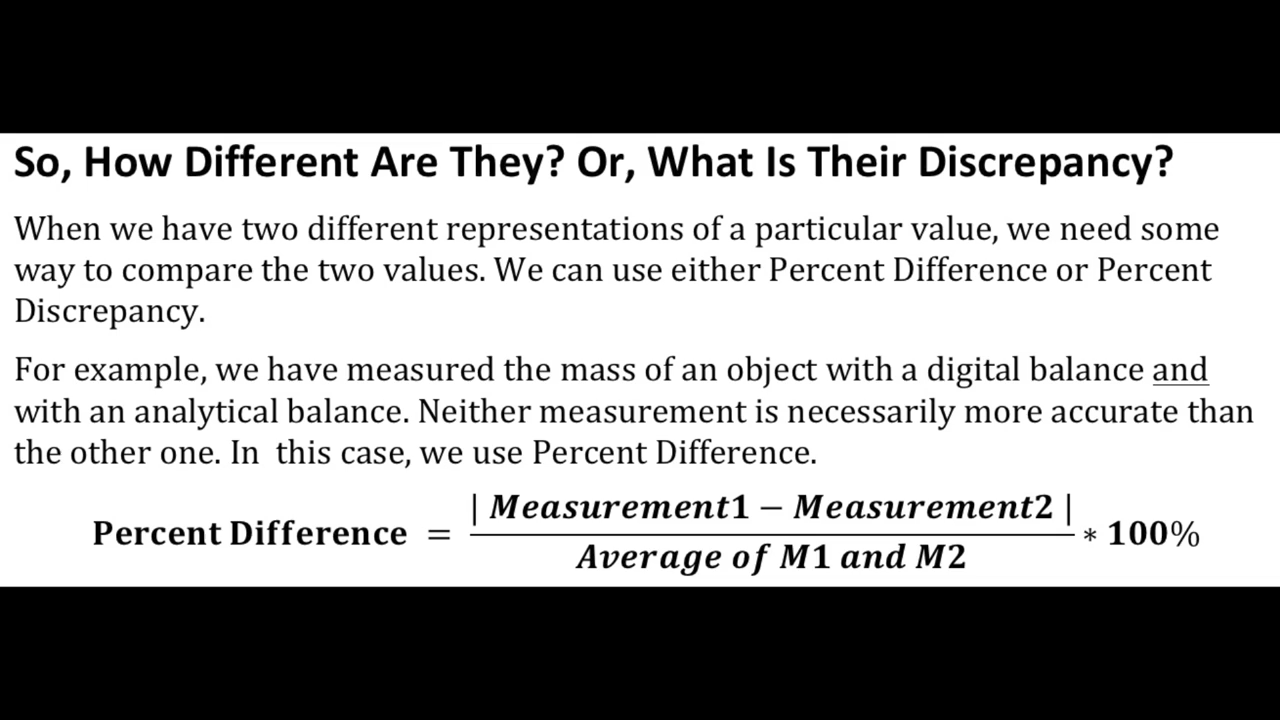 So, How Different Are They? Or, What Is Their Discrepancy?
When we have two different representations of a particular value, we need some
way to compare the two values. We can use either Percent Difference or Percent
Discrepancy.
For example, we have measured the mass of an object with a digital balance and
with an analytical balance. Neither measurement is necessarily more accurate than
the other one. In  this case, we use Percent Difference.
| Measurement1 − Measurement2 |
Percent Difference = ∗ 100%
Average of M1 and M2